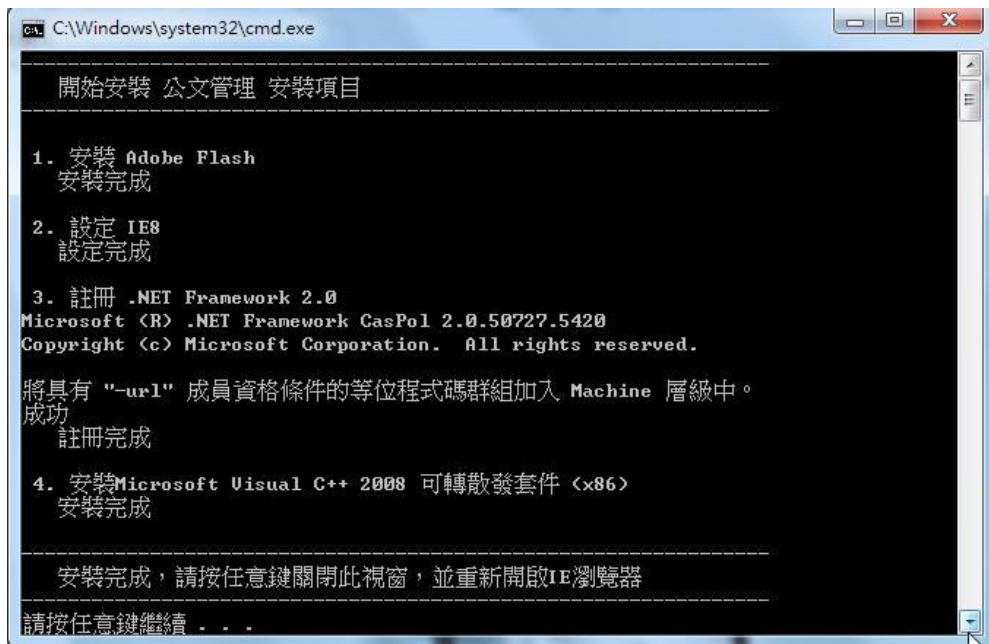 C:\Windows\system32\cmd.exe
開始安裝 公文管理 安裝項目
1. 安裝 Adobe Flash
安裝完成
2. 設定 IE8
設定完成
3. 註冊 .NET Framework 2.0
Microsoft (R) .NET Framework CasPol 2.0.50727.5420
Copyright (c) Microsoft Corporation.  All rights reserved.
將具有 "-url" 成員資格條件的等位程式碼群組加入 Machine 層級中。
成功
註冊完成
4. 安裝Microsoft Visual C++ 2008 可轉散發套件 (x86)
安裝完成
安裝完成，請按任意鍵關閉此視窗，並重新開啟IE瀏覽器
請按任意鍵繼續 . . .